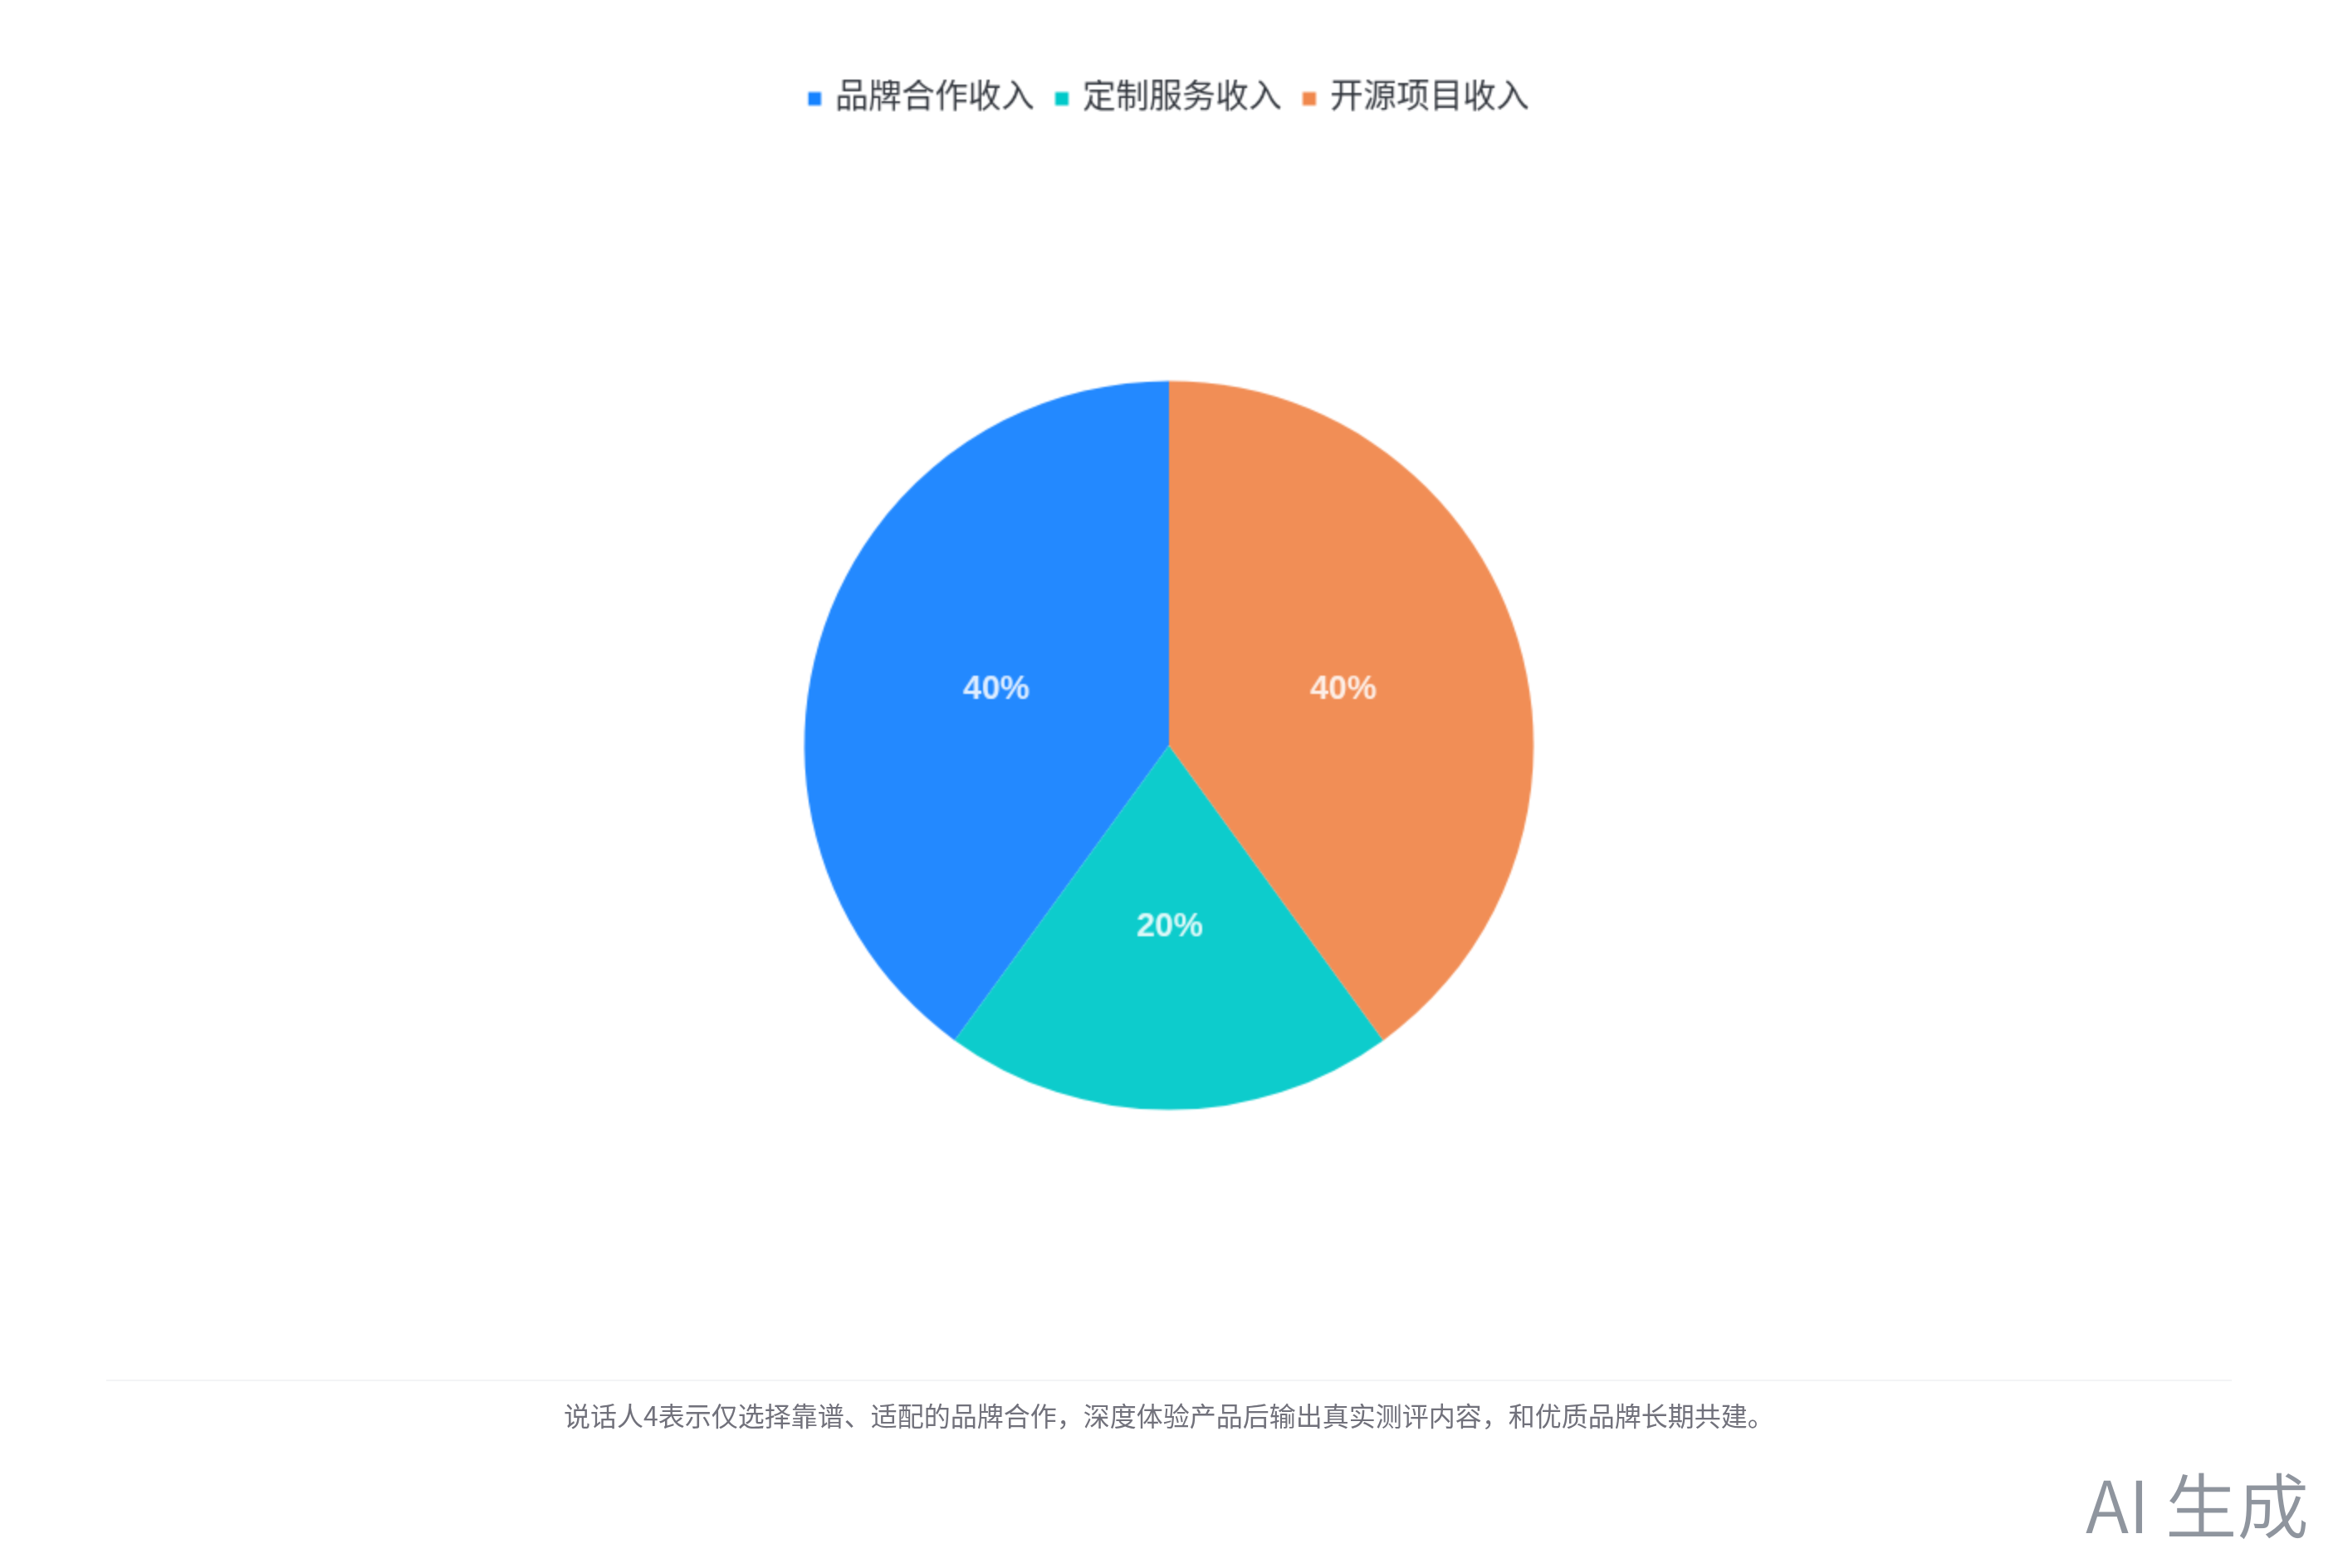 品牌合作收入 定制服务收入 开源项目收入
40% 40%
20%
说话人4表示仅选择靠谱、适配的品牌合作，深度体验产品后输出真实测评内容，和优质品牌长期共建。
AI 生成